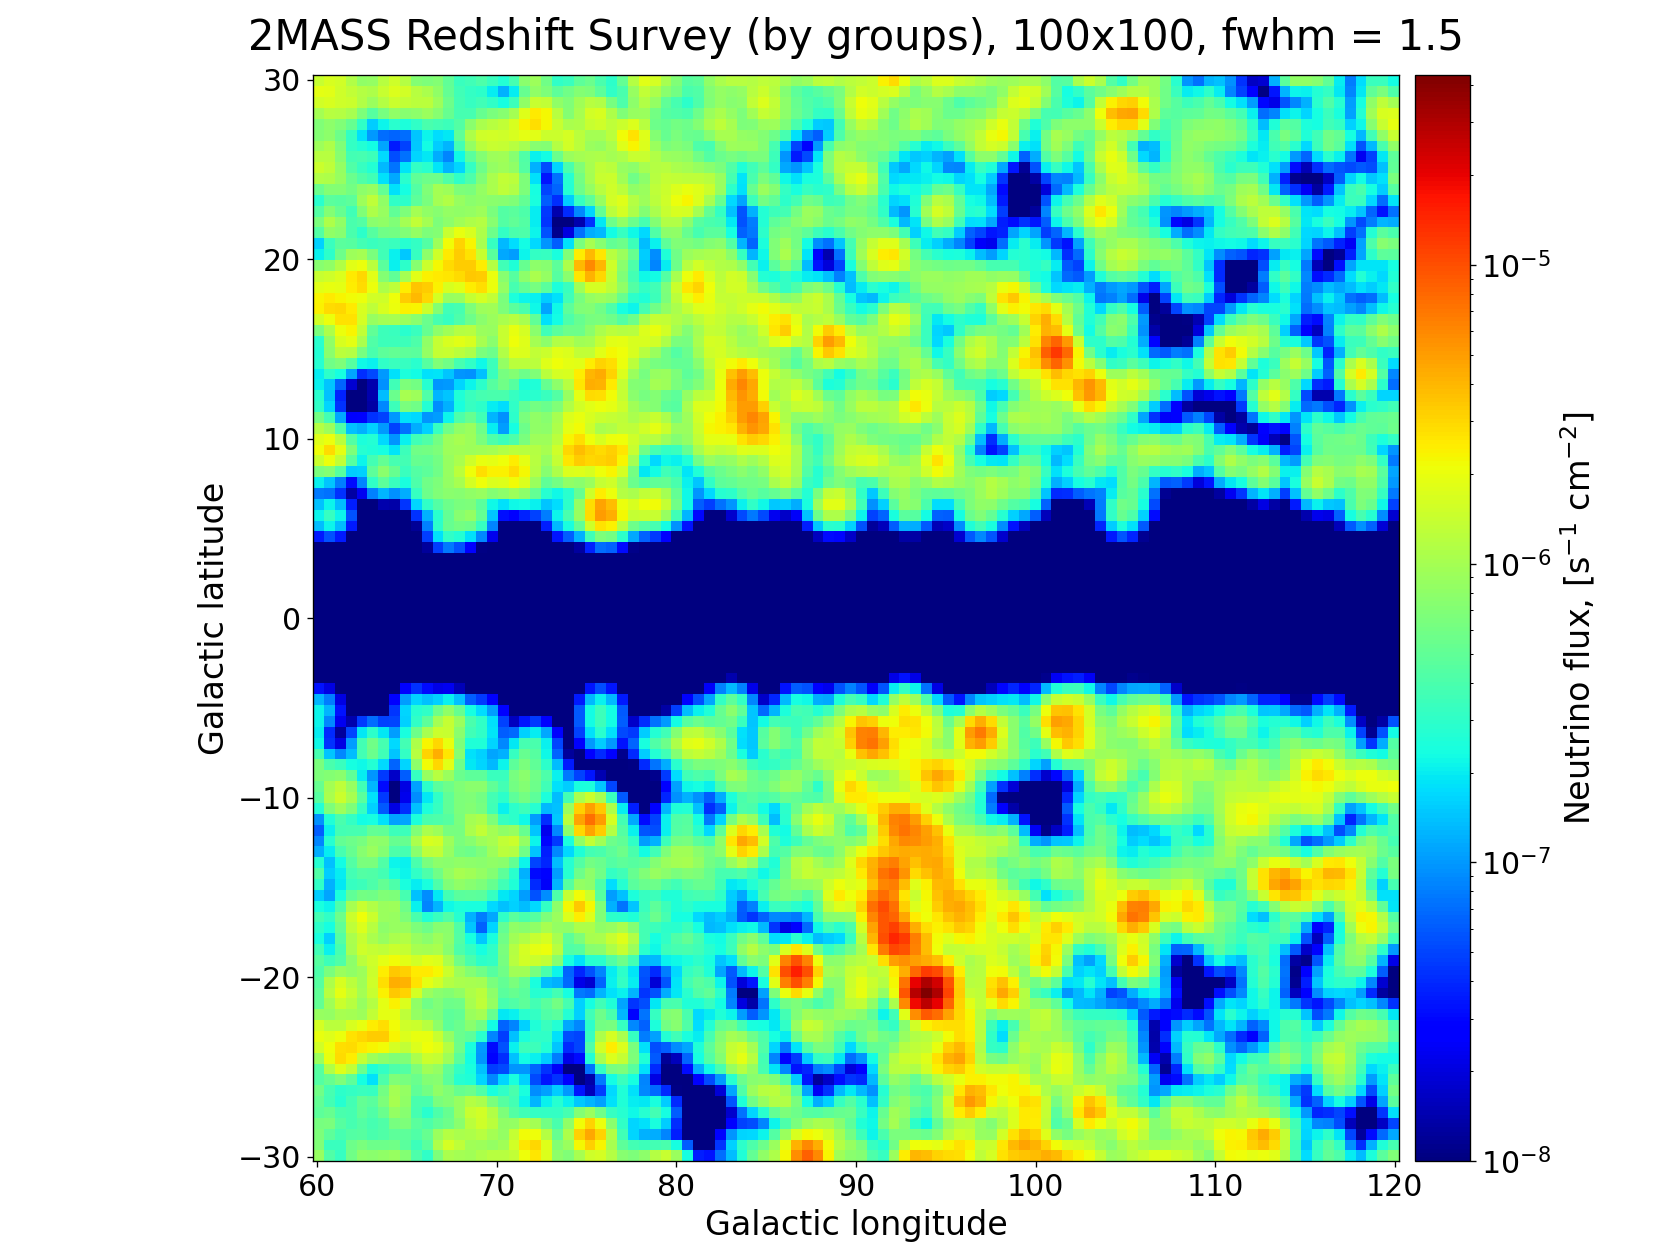 2MASS Redshift Survey (by groups), 100x100, fwhm = 1.5
30
20
10
0
−10
−20
−30
Galactic latitude
60 70 80 90 100 110 120
Galactic longitude
10⁻⁵
10⁻⁶
10⁻⁷
10⁻⁸
Neutrino flux, [s⁻¹ cm⁻²]